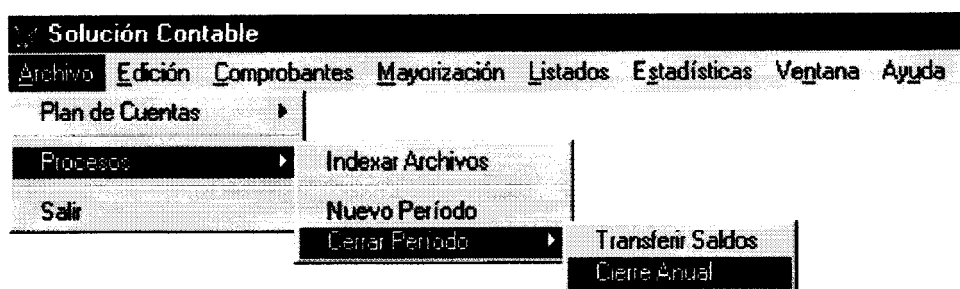 Solución Contable
Archivo Edición Comprobantes Mayorización Listados Estadísticas Ventana Ayuda
Plan de Cuentas
Procesos Indexar Archivos
Salir Nuevo Período
Cerrar Período Transferir Saldos
Cierre Anual